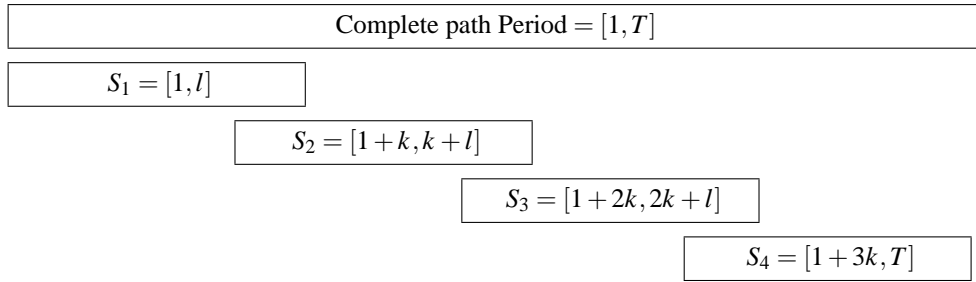 Complete path Period = [1, T]
S₁ = [1, l]
S₂ = [1 + k, k + l]
S₃ = [1 + 2k, 2k + l]
S₄ = [1 + 3k, T]